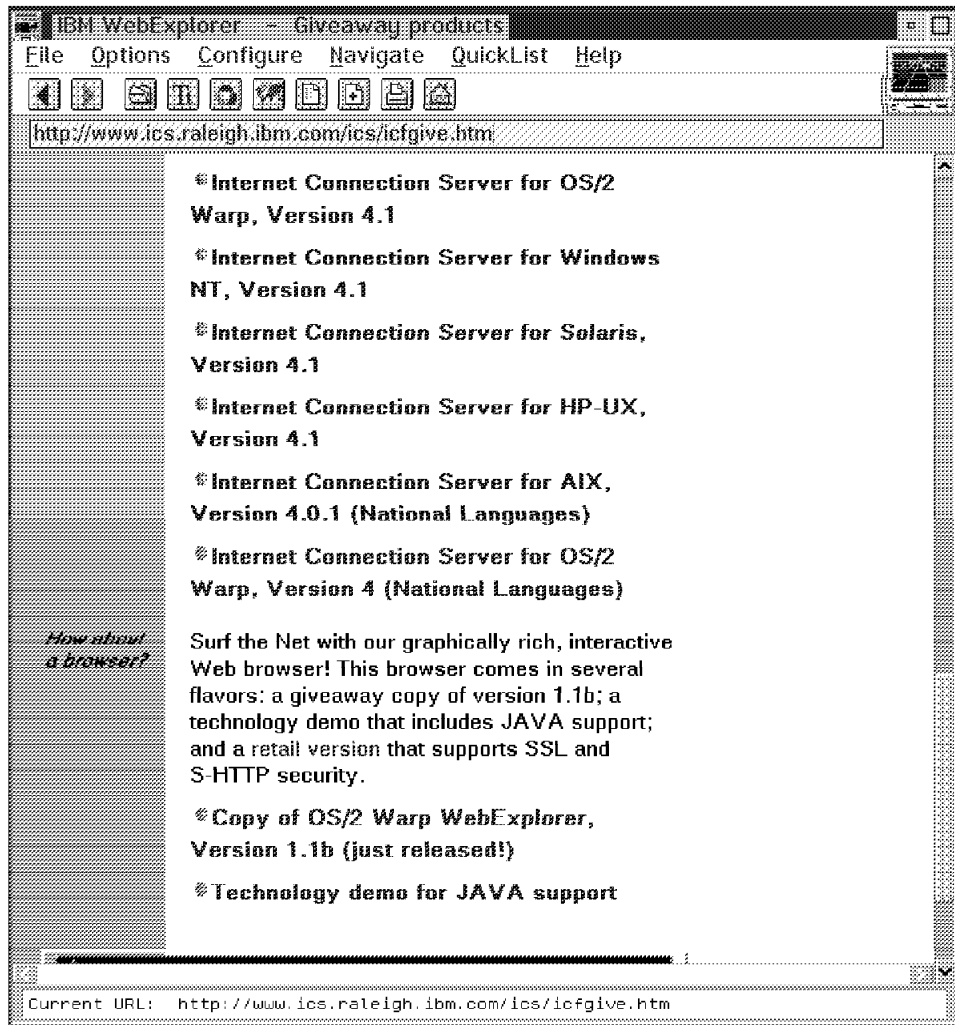 IBM WebExplorer - Giveaway products
File Options Configure Navigate QuickList Help
http://www.ics.raleigh.ibm.com/ics/icfgive.htm
Internet Connection Server for OS/2
Warp, Version 4.1
Internet Connection Server for Windows
NT, Version 4.1
Internet Connection Server for Solaris,
Version 4.1
Internet Connection Server for HP-UX,
Version 4.1
Internet Connection Server for AIX,
Version 4.0.1 (National Languages)
Internet Connection Server for OS/2
Warp, Version 4 (National Languages)
How about
a browser?
Surf the Net with our graphically rich, interactive
Web browser! This browser comes in several
flavors: a giveaway copy of version 1.1b; a
technology demo that includes JAVA support;
and a retail version that supports SSL and
S-HTTP security.
Copy of OS/2 Warp WebExplorer,
Version 1.1b (just released!)
Technology demo for JAVA support
Current URL: http://www.ics.raleigh.ibm.com/ics/icfgive.htm